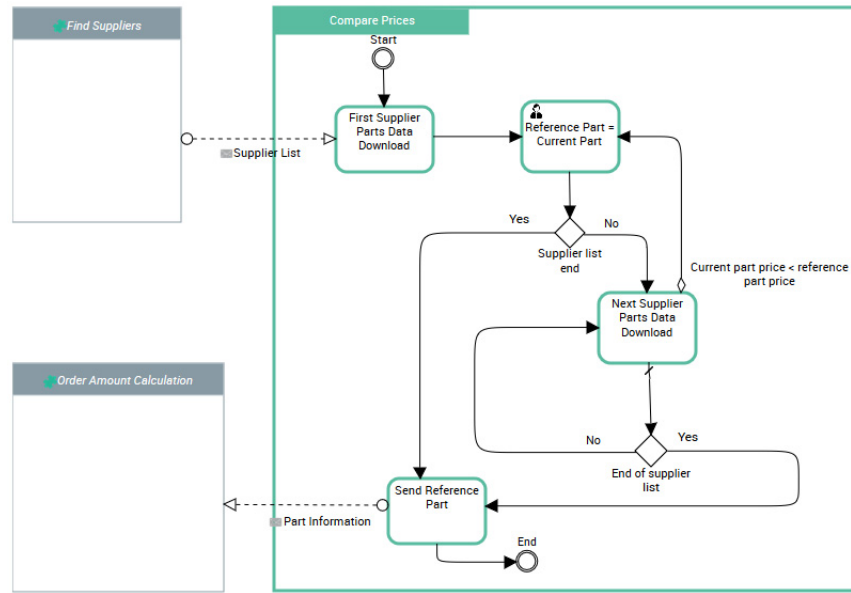 Find Suppliers
Compare Prices
Start
First Supplier
Parts Data
Download
Reference Part =
Current Part
Supplier List
Yes
No
Supplier list
end
Current part price < reference
part price
Next Supplier
Parts Data
Download
Order Amount Calculation
No
Yes
End of supplier
list
Send Reference
Part
Part Information
End